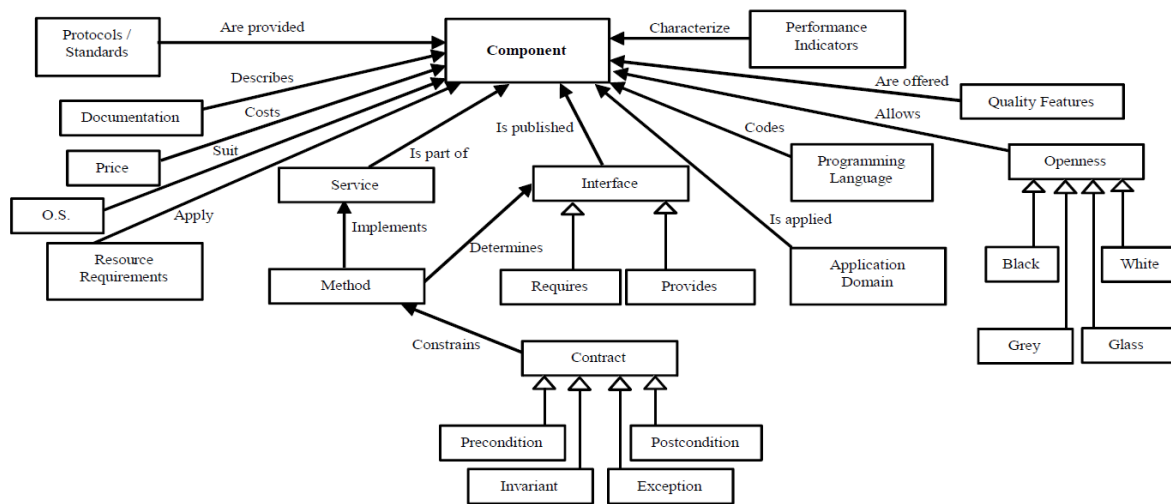 Protocols /
Standards
Are provided
Component
Characterize
Performance
Indicators
Describes
Are offered
Documentation
Costs
Quality Features
Allows
Price
Suit
Is published
Codes
Is part of
Programming
Language
Openness
Service
Interface
O.S.
Apply
Implements
Is applied
Resource
Requirements
Determines
Method
Requires
Provides
Application
Domain
Black
White
Constrains
Contract
Grey
Glass
Precondition
Postcondition
Invariant
Exception